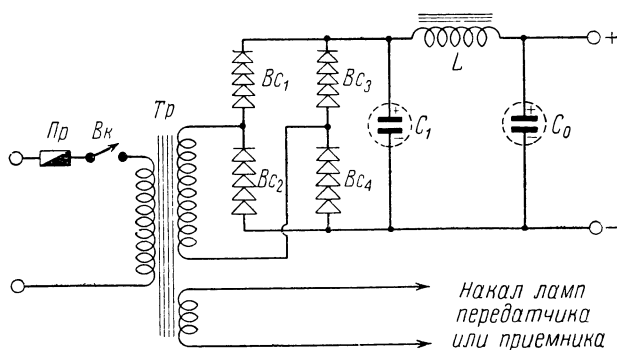 Вс₁
Вс₃
L
+
Тр
Пр
Вк
+
−
C₁
+
−
C₀
Вс₂
Вс₄
−
Накал ламп
передатчика
или приемника